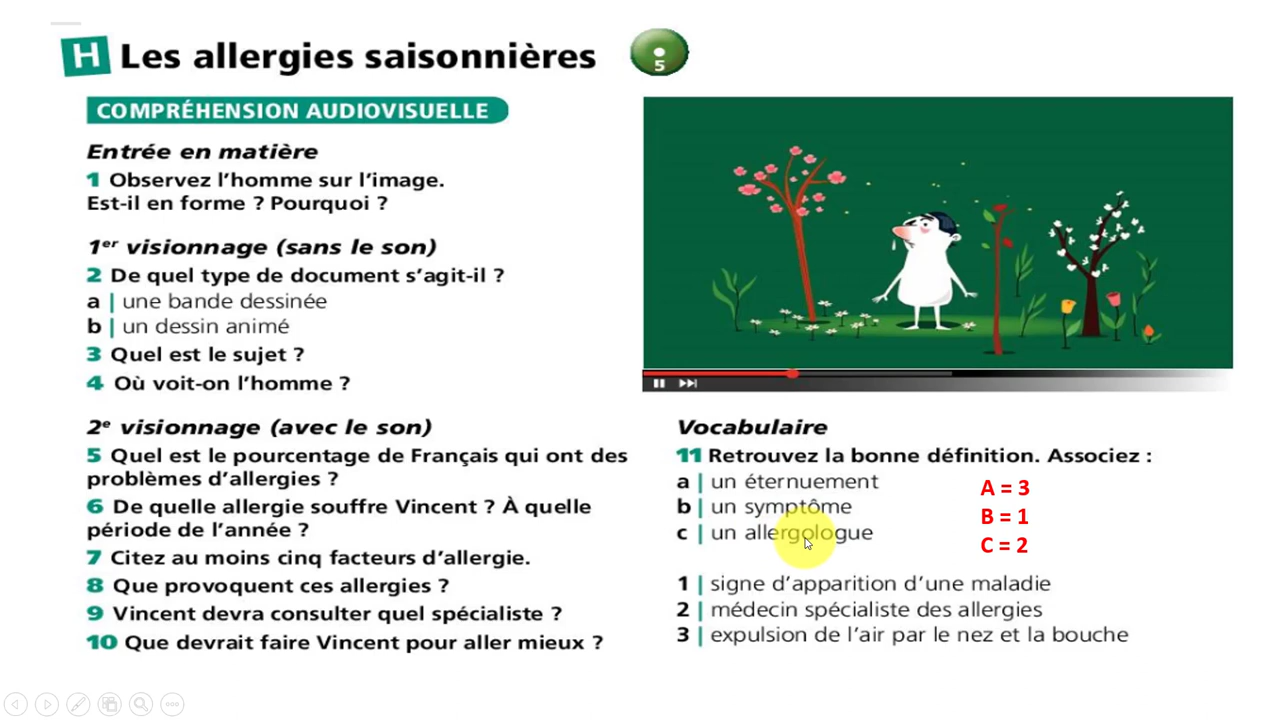 H Les allergies saisonnières
5
COMPRÉHENSION AUDIOVISUELLE
Entrée en matière
1 Observez l'homme sur l'image.
Est-il en forme ? Pourquoi ?
1er visionnage (sans le son)
2 De quel type de document s'agit-il ?
a | une bande dessinée
b | un dessin animé
3 Quel est le sujet ?
4 Où voit-on l'homme ?
2e visionnage (avec le son)
5 Quel est le pourcentage de Français qui ont des
problèmes d'allergies ?
6 De quelle allergie souffre Vincent ? À quelle
période de l'année ?
7 Citez au moins cinq facteurs d'allergie.
8 Que provoquent ces allergies ?
9 Vincent devra consulter quel spécialiste ?
10 Que devrait faire Vincent pour aller mieux ?
Vocabulaire
11 Retrouvez la bonne définition. Associez :
a | un éternuement
b | un symptôme
c | un allergologue
A = 3
B = 1
C = 2
1 | signe d'apparition d'une maladie
2 | médecin spécialiste des allergies
3 | expulsion de l'air par le nez et la bouche